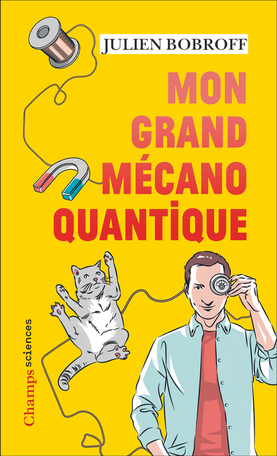 JULIEN BOBROFF
MON
GRAND
MÉCANO
QUANTIQUE
Champs sciences